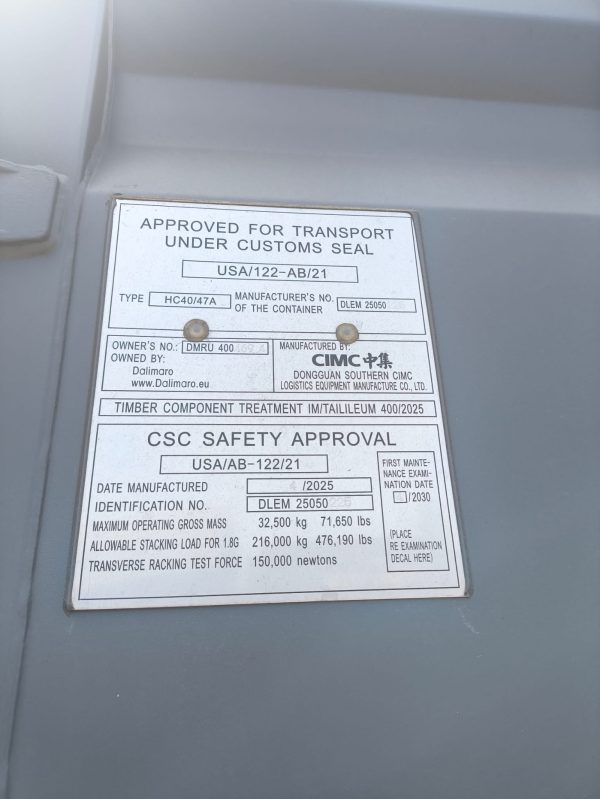 APPROVED FOR TRANSPORT
UNDER CUSTOMS SEAL
USA/122-AB/21
TYPE HC40/47A MANUFACTURER'S NO. OF THE CONTAINER DLEM 25050
OWNER'S NO.: DMRU 400
OWNED BY:
Dalimaro
www.Dalimaro.eu
MANUFACTURED BY:
CIMC中集
DONGGUAN SOUTHERN CIMC
LOGISTICS EQUIPMENT MANUFACTURE CO., LTD.
TIMBER COMPONENT TREATMENT IM/TAILILEUM 400/2025
CSC SAFETY APPROVAL
USA/AB-122/21
DATE MANUFACTURED 4/2025
IDENTIFICATION NO. DLEM 25050
MAXIMUM OPERATING GROSS MASS 32,500 kg 71,650 lbs
ALLOWABLE STACKING LOAD FOR 1.8G 216,000 kg 476,190 lbs
TRANSVERSE RACKING TEST FORCE 150,000 newtons
FIRST MAINTE-
NANCE EXAMI-
NATION DATE
/2030
(PLACE
RE EXAMINATION
DECAL HERE)